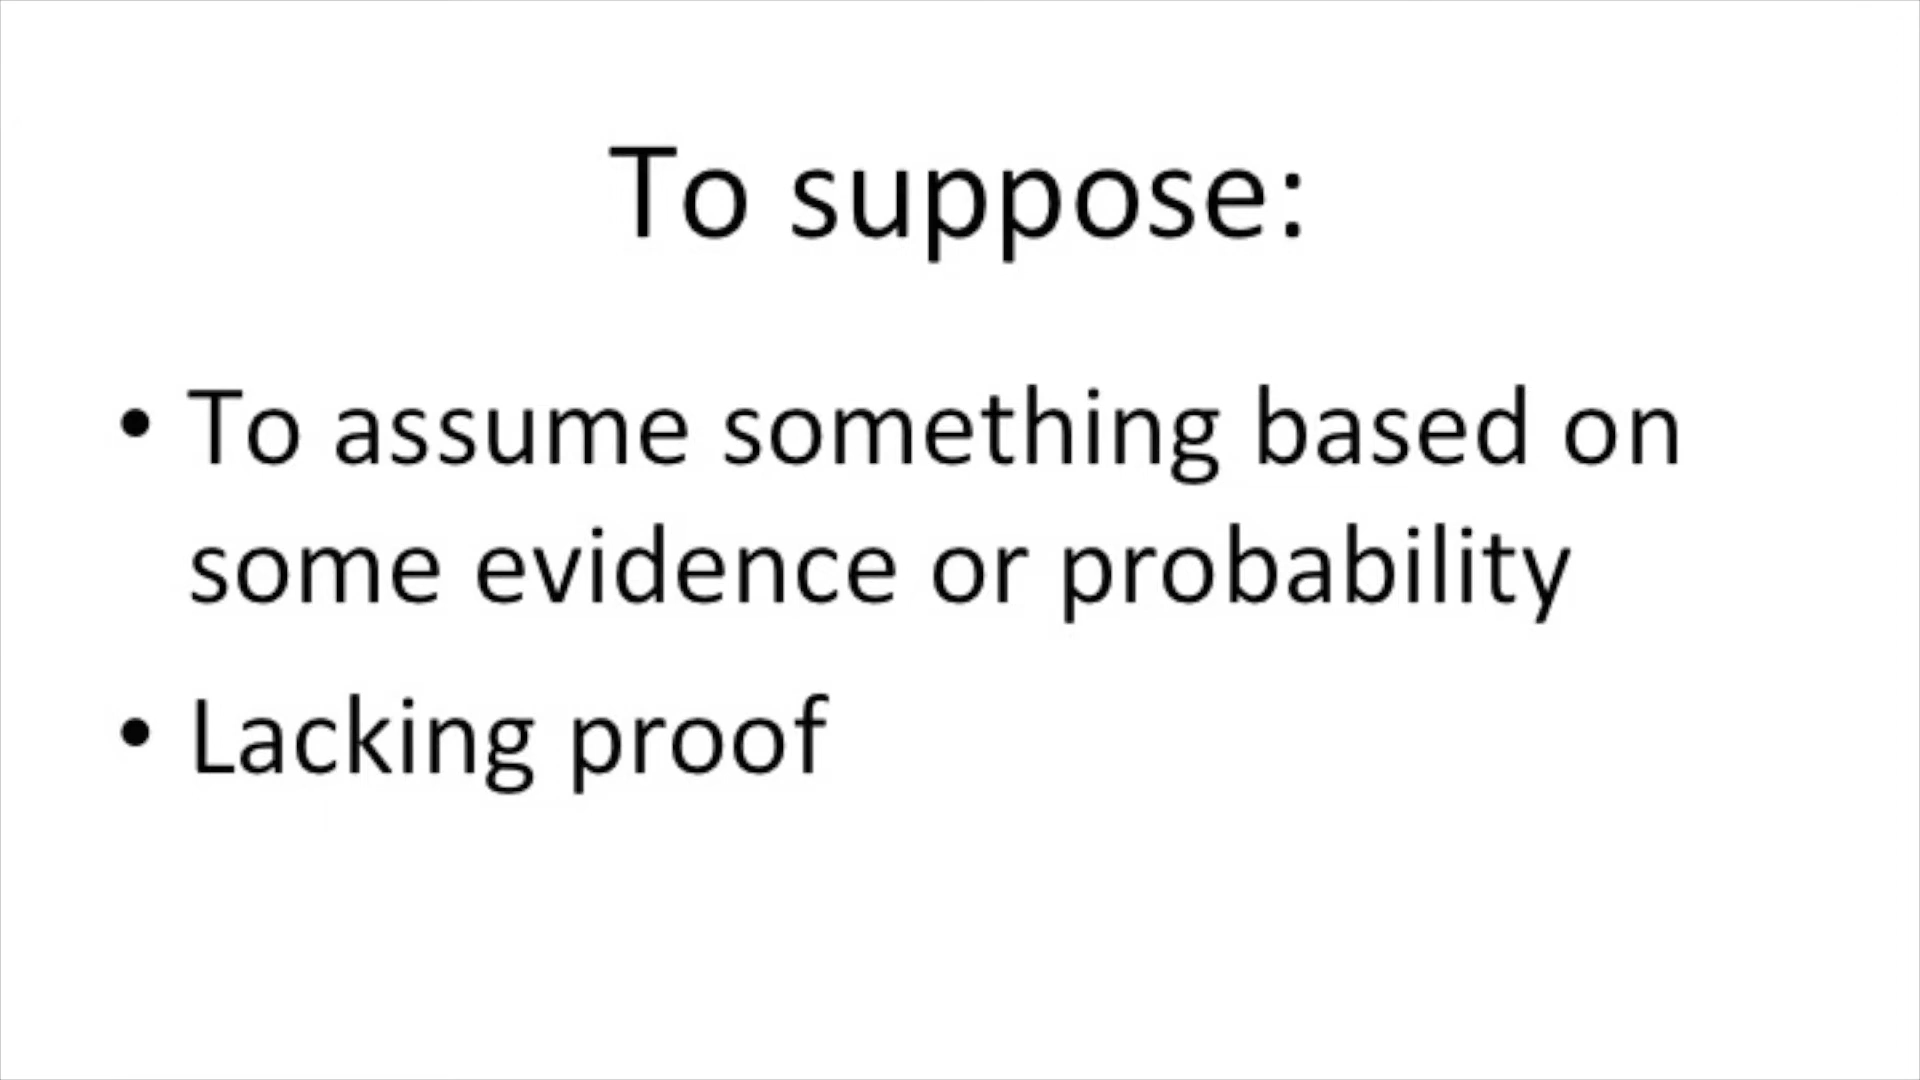 To suppose:
• To assume something based on
some evidence or probability
• Lacking proof